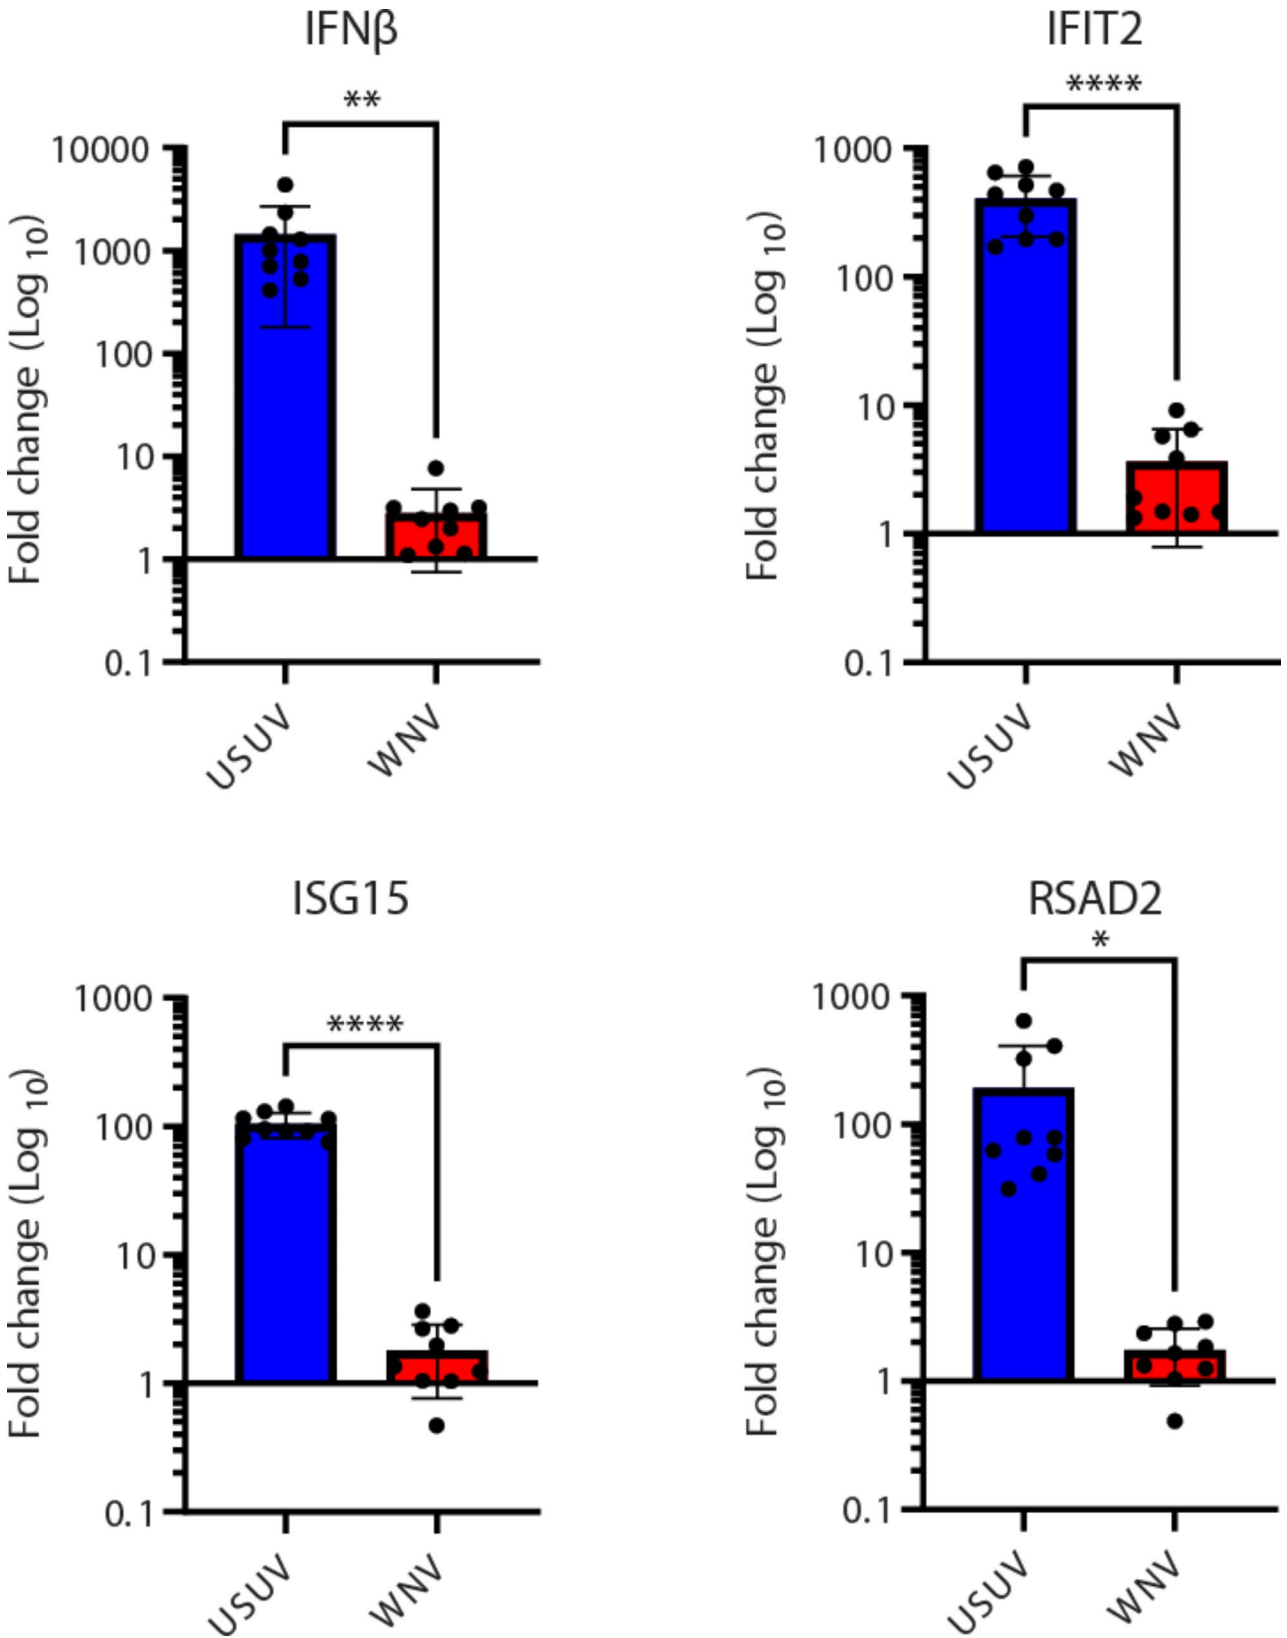 IFNβ
**
10000
1000
100
10
1
0.1
Fold change (Log 10)
USUV
WNV
IFIT2
****
1000
100
10
1
0.1
Fold change (Log 10)
USUV
WNV
ISG15
****
1000
100
10
1
0.1
Fold change (Log 10)
USUV
WNV
RSAD2
*
1000
100
10
1
0.1
Fold change (Log 10)
USUV
WNV